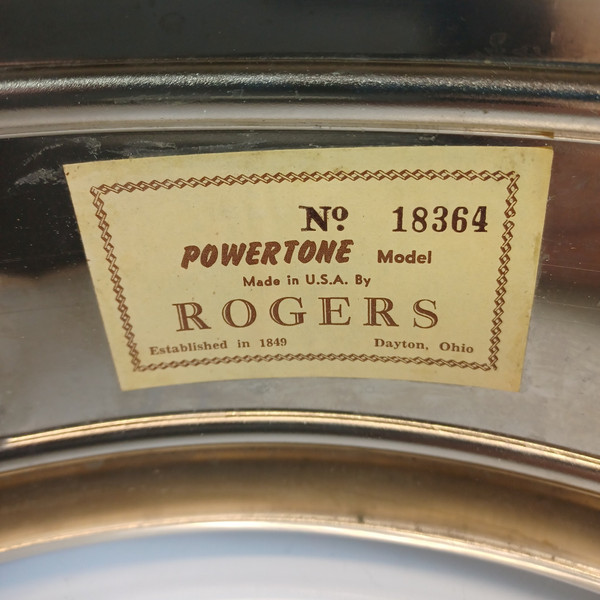 Nº 18364
POWERTONE Model
Made in U.S.A. By
ROGERS
Established in 1849 Dayton, Ohio